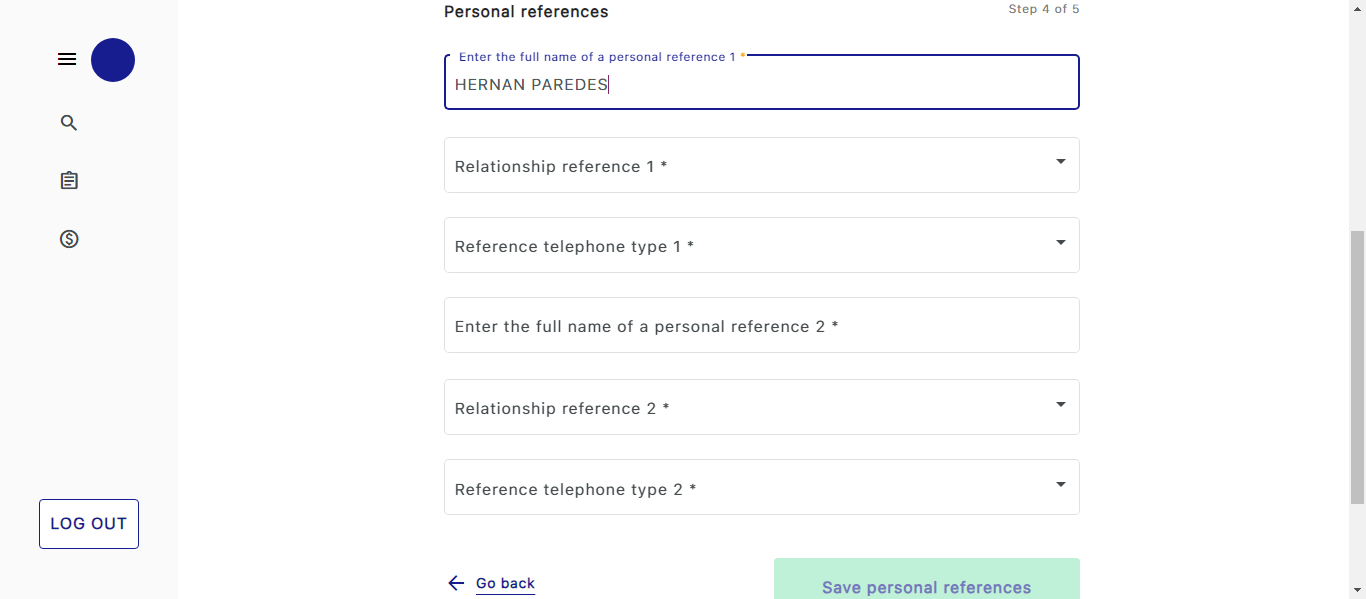 Personal references
Step 4 of 5
Enter the full name of a personal reference 1 *
HERNAN PAREDES
Relationship reference 1 *
Reference telephone type 1 *
Enter the full name of a personal reference 2 *
Relationship reference 2 *
Reference telephone type 2 *
LOG OUT
Go back
Save personal references